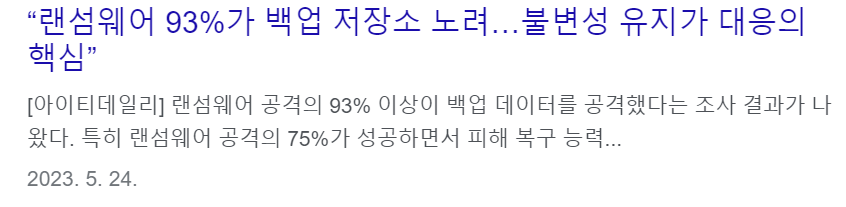 “랜섬웨어 93%가 백업 저장소 노려…불변성 유지가 대응의
핵심”
[아이티데일리] 랜섬웨어 공격의 93% 이상이 백업 데이터를 공격했다는 조사 결과가 나
왔다. 특히 랜섬웨어 공격의 75%가 성공하면서 피해 복구 능력...
2023. 5. 24.